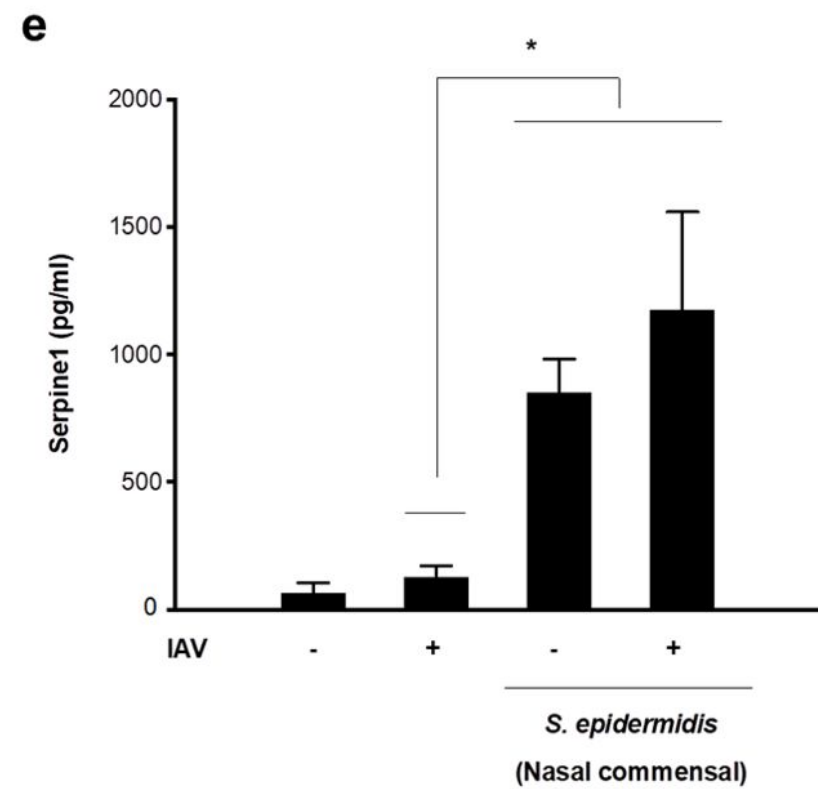 e
*
2000
1500
1000
500
0
Serpine1 (pg/ml)
IAV - + - +
S. epidermidis
(Nasal commensal)